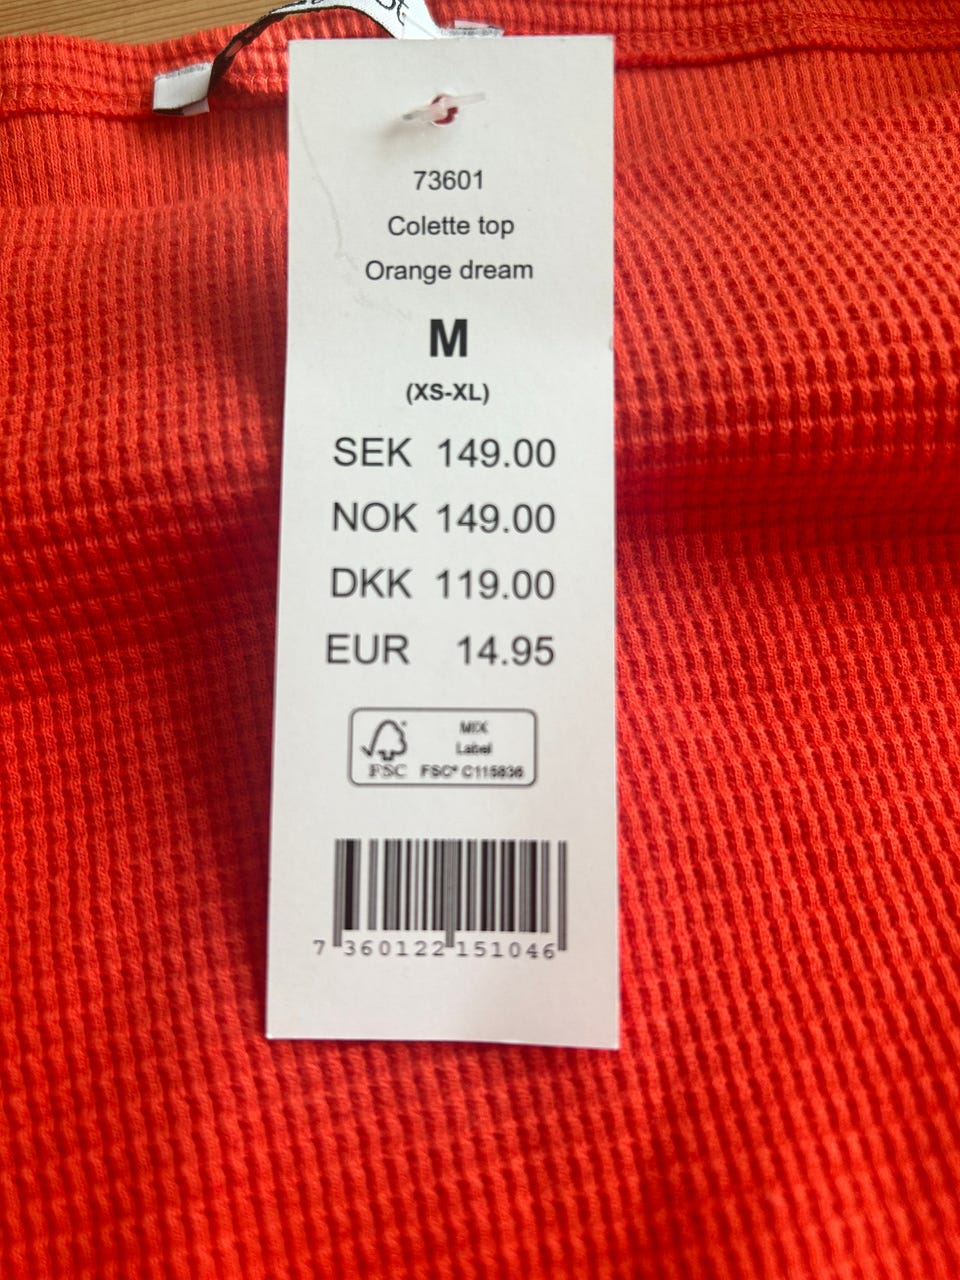 73601
Colette top
Orange dream
M
(XS-XL)
SEK 149.00
NOK 149.00
DKK 119.00
EUR 14.95
MIX
Label
FSC FSC® C115836
7 360122 151046